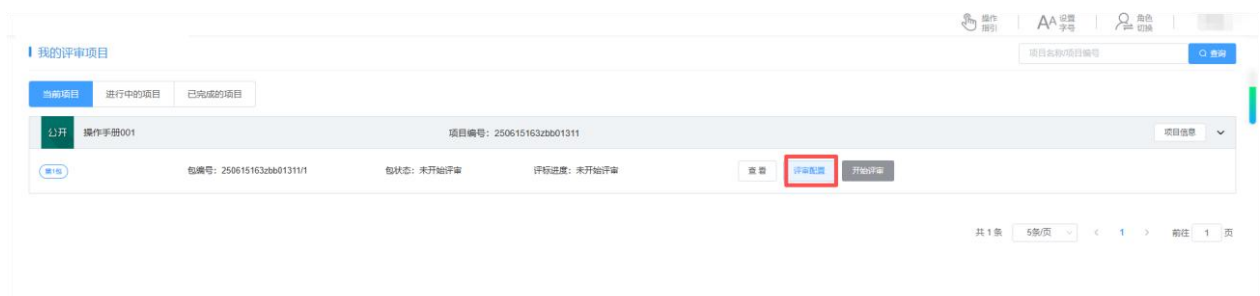 操作指引 AA 设置字号 角色切换
我的评审项目 项目名称/项目编号 查询
当前项目 进行中的项目 已完成的项目
公开 操作手册001 项目编号：250615163zbb01311 项目信息
第1包 包编号：250615163zbb01311/1 包状态：未开始评审 评标进度：未开始评审 查看 评审配置 开始评审
共 1 条 5条/页 < 1 > 前往 1 页